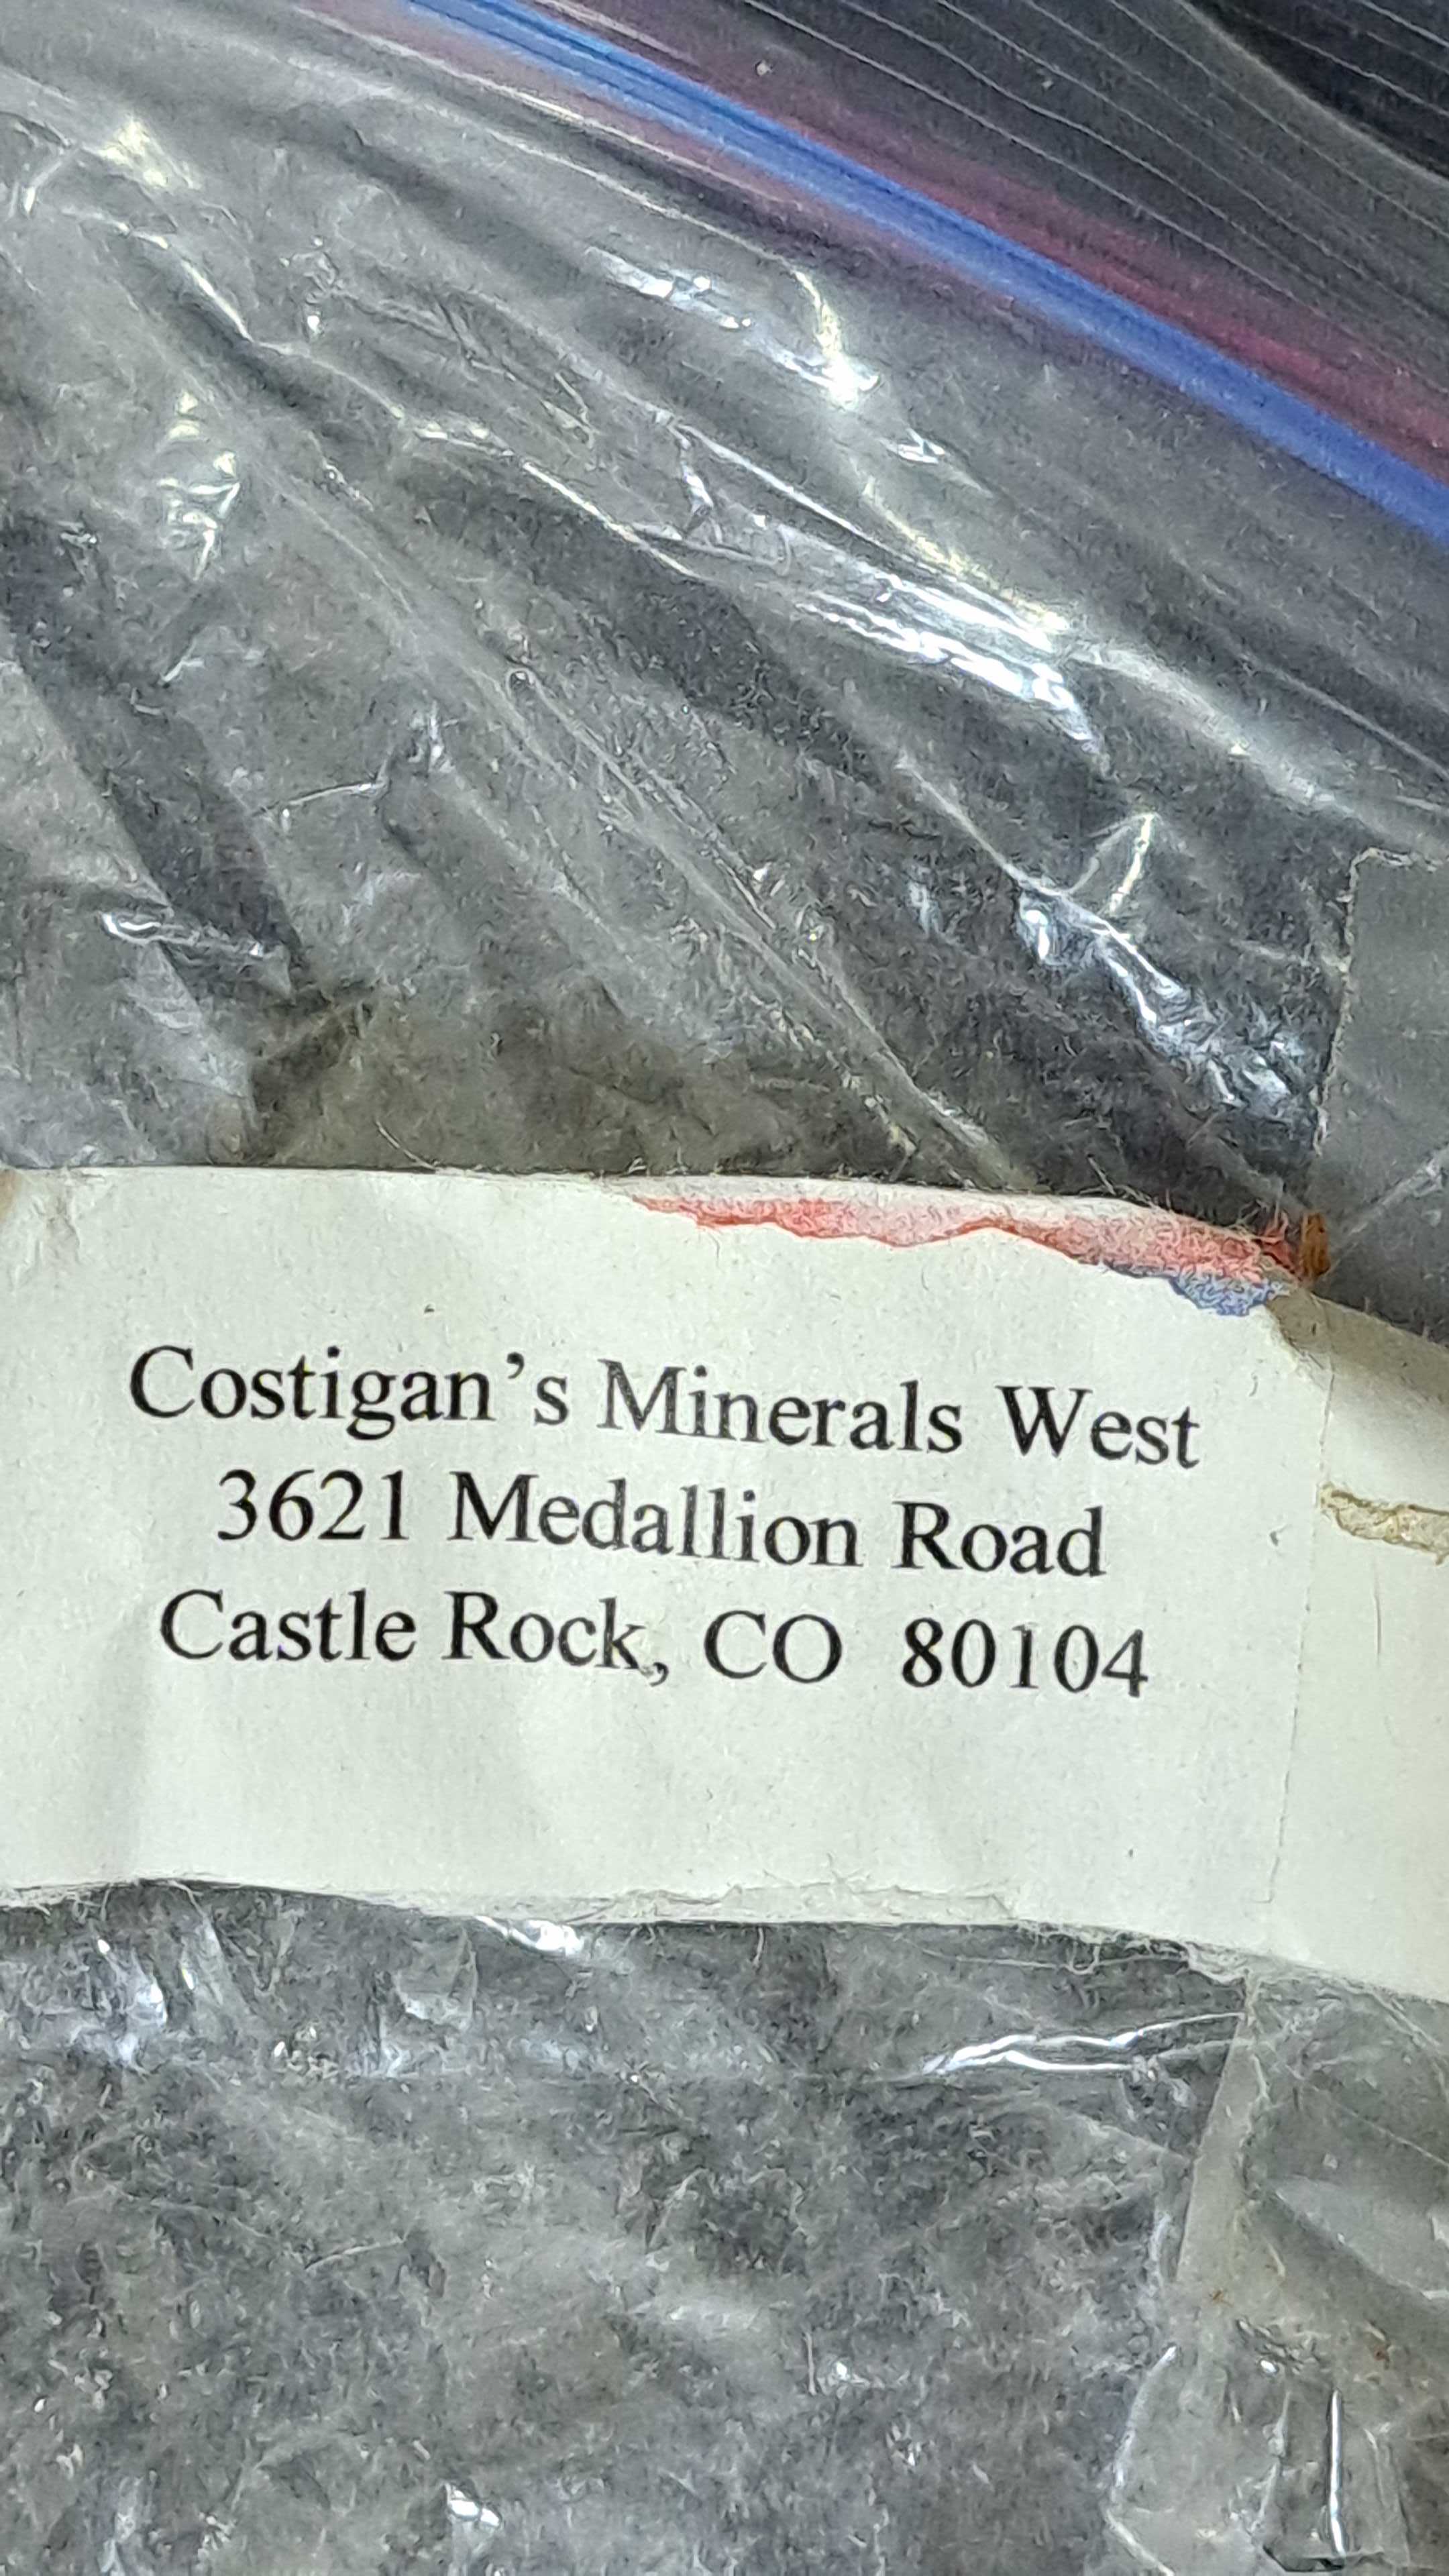 Costigan’s Minerals West
3621 Medallion Road
Castle Rock, CO  80104